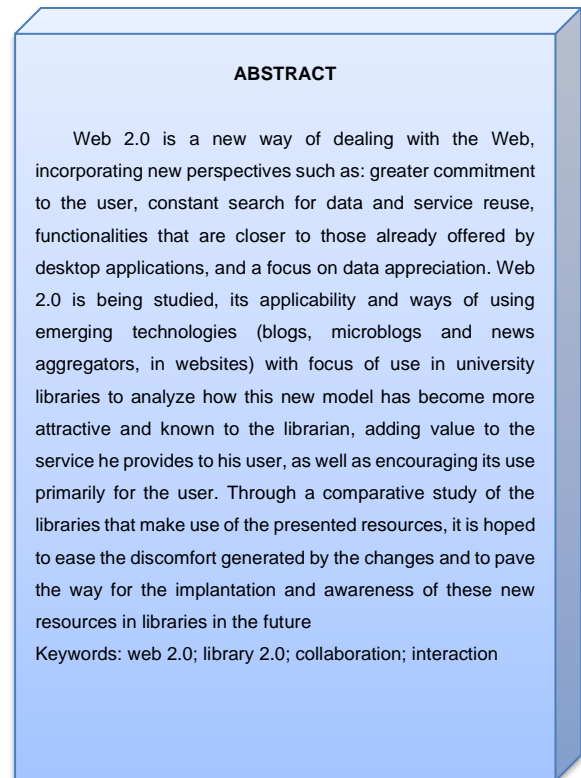 ABSTRACT
Web 2.0 is a new way of dealing with the Web,
incorporating new perspectives such as: greater commitment
to the user, constant search for data and service reuse,
functionalities that are closer to those already offered by
desktop applications, and a focus on data appreciation. Web
2.0 is being studied, its applicability and ways of using
emerging technologies (blogs, microblogs and news
aggregators, in websites) with focus of use in university
libraries to analyze how this new model has become more
attractive and known to the librarian, adding value to the
service he provides to his user, as well as encouraging its use
primarily for the user. Through a comparative study of the
libraries that make use of the presented resources, it is hoped
to ease the discomfort generated by the changes and to pave
the way for the implantation and awareness of these new
resources in libraries in the future
Keywords: web 2.0; library 2.0; collaboration; interaction